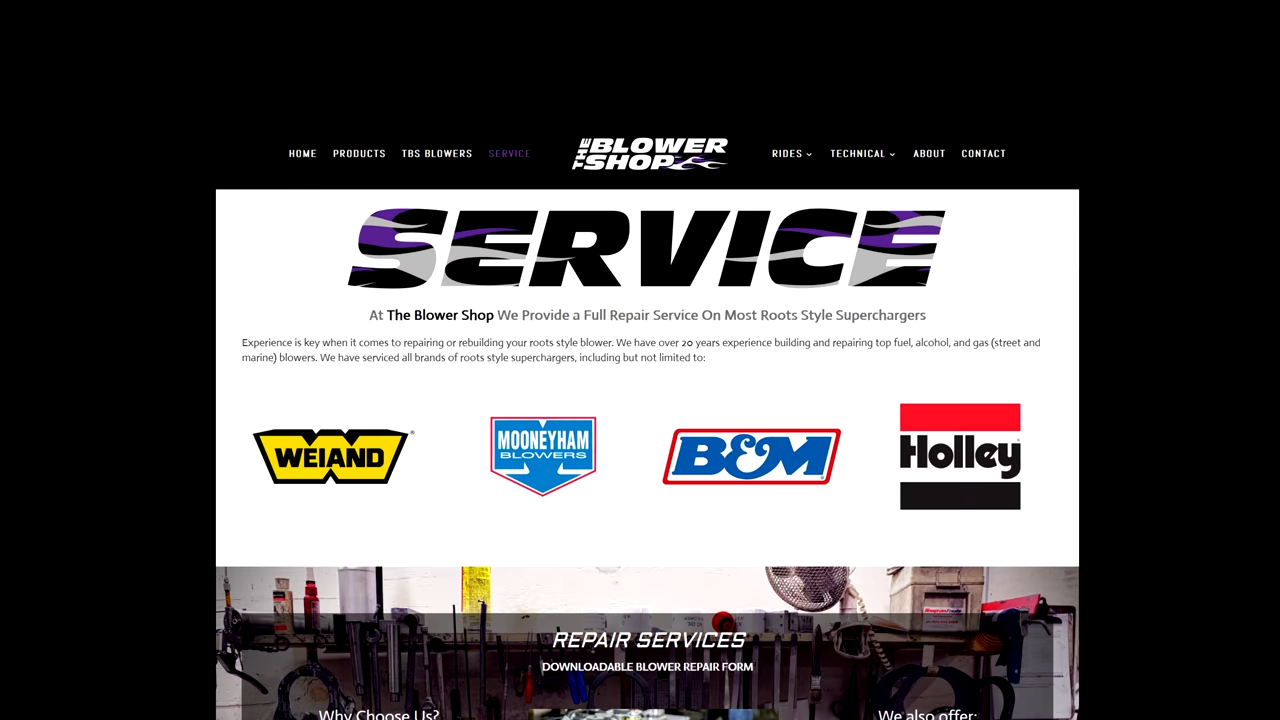 HOME PRODUCTS TBS BLOWERS SERVICE THE BLOWER SHOP RIDES TECHNICAL ABOUT CONTACT
SERVICE
At The Blower Shop We Provide a Full Repair Service On Most Roots Style Superchargers
Experience is key when it comes to repairing or rebuilding your roots style blower. We have over 20 years experience building and repairing top fuel, alcohol, and gas (street and
marine) blowers. We have serviced all brands of roots style superchargers, including but not limited to:
WEIAND ®
MOONEYHAM
BLOWERS
B&M
Holley
REPAIR SERVICES
DOWNLOADABLE BLOWER REPAIR FORM
Why Choose Us?
We also offer: